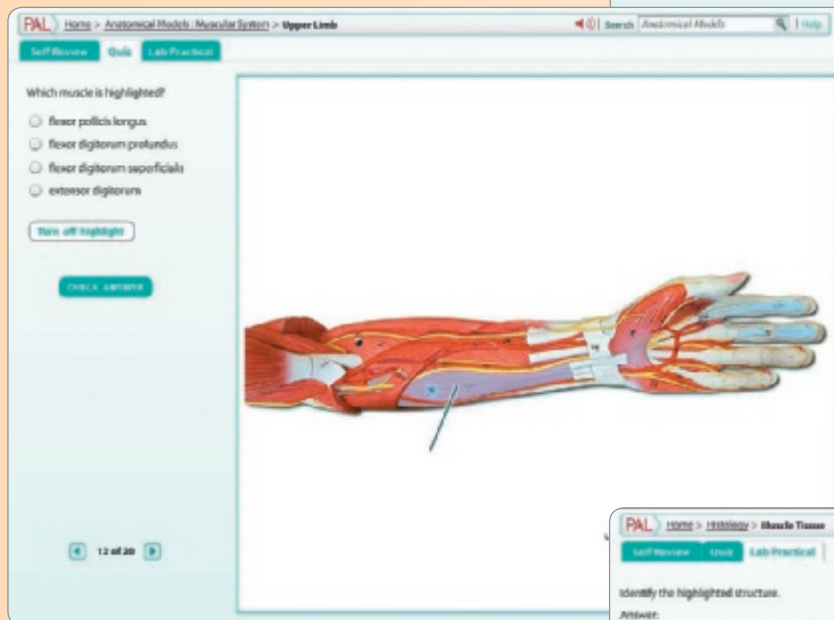 PAL Home > Anatomical Models: Muscular System > Upper Limb
Search Anatomical Models | Help
Self Review Quiz Lab Practical
Which muscle is highlighted?
flexor pollicis longus
flexor digitorum profundus
flexor digitorum superficialis
extensor digitorum
Turn off highlight
CHECK ANSWER
12 of 20
PAL Home > Histology > Muscle Tissue
Self Review Quiz Lab Practical
Identify the highlighted structure.
Answer: